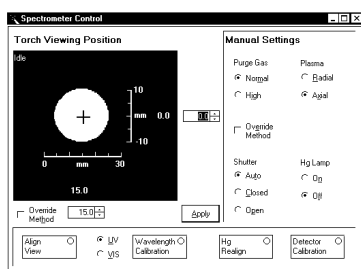 Spectrometer Control
Torch Viewing Position
Idle
10
mm 0.0
-10
0 mm 30
15.0
0.0
Override Method
15.0
Apply
Manual Settings
Purge Gas
Normal
High
Plasma
Radial
Axial
Override Method
Shutter
Auto
Closed
Open
Hg Lamp
On
Off
Align View
UV
VIS
Wavelength Calibration
Hg Realign
Detector Calibration